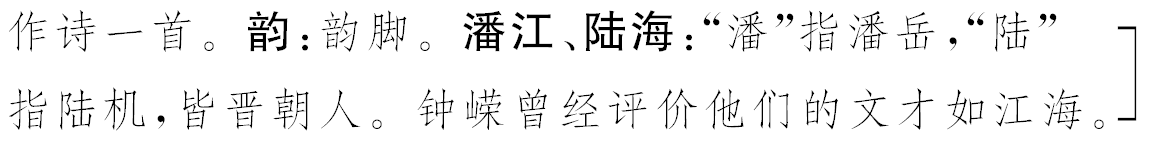 作诗一首。韵:韵脚。潘江、陆海:“潘”指潘岳,“陆”
指陆机,皆晋朝人。钟嵘曾经评价他们的文才如江海。